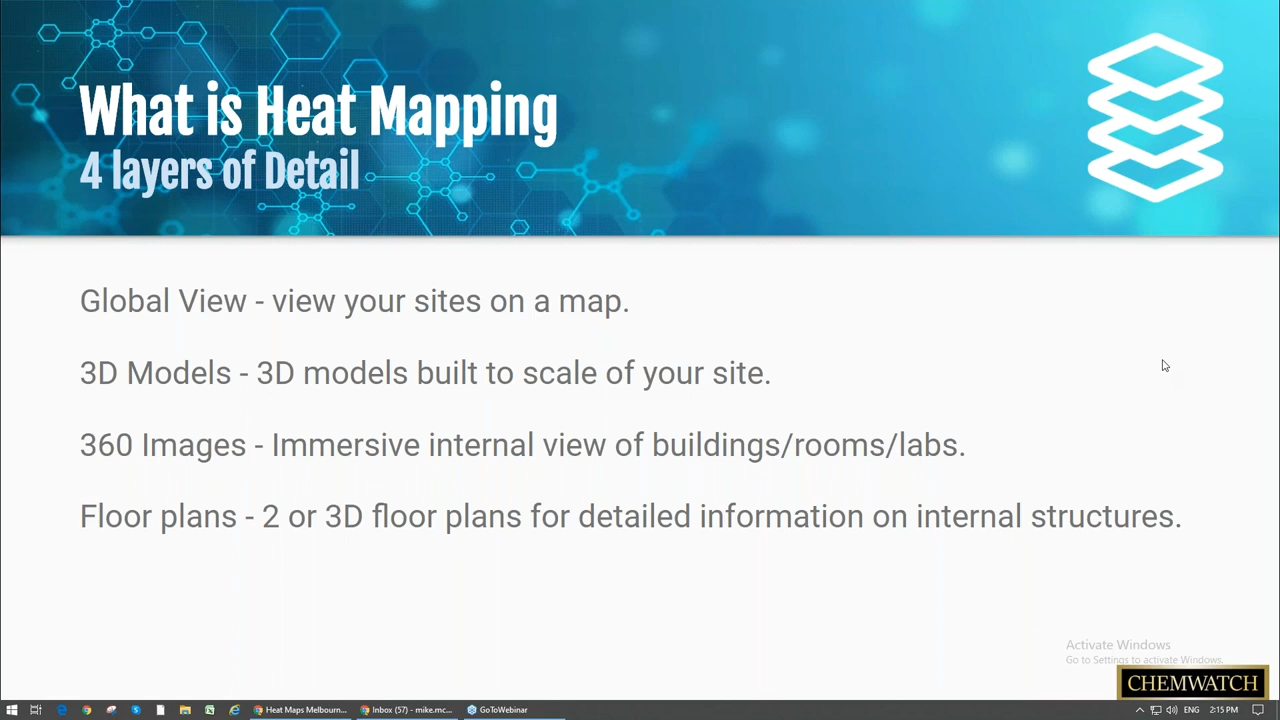 What is Heat Mapping
4 layers of Detail
Global View - view your sites on a map.
3D Models - 3D models built to scale of your site.
360 Images - Immersive internal view of buildings/rooms/labs.
Floor plans - 2 or 3D floor plans for detailed information on internal structures.
Activate Windows
Go to Settings to activate Windows.
CHEMWATCH
Heat Maps Melbourn... Inbox (57) - mike.mc... GoToWebinar ENG 2:15 PM